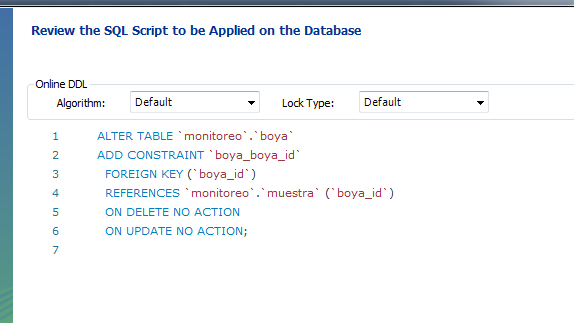 Review the SQL Script to be Applied on the Database
Online DDL
Algorithm: Default Lock Type: Default
1 ALTER TABLE `monitoreo`.`boya`
2 ADD CONSTRAINT `boya_boya_id`
3 FOREIGN KEY (`boya_id`)
4 REFERENCES `monitoreo`.`muestra` (`boya_id`)
5 ON DELETE NO ACTION
6 ON UPDATE NO ACTION;
7